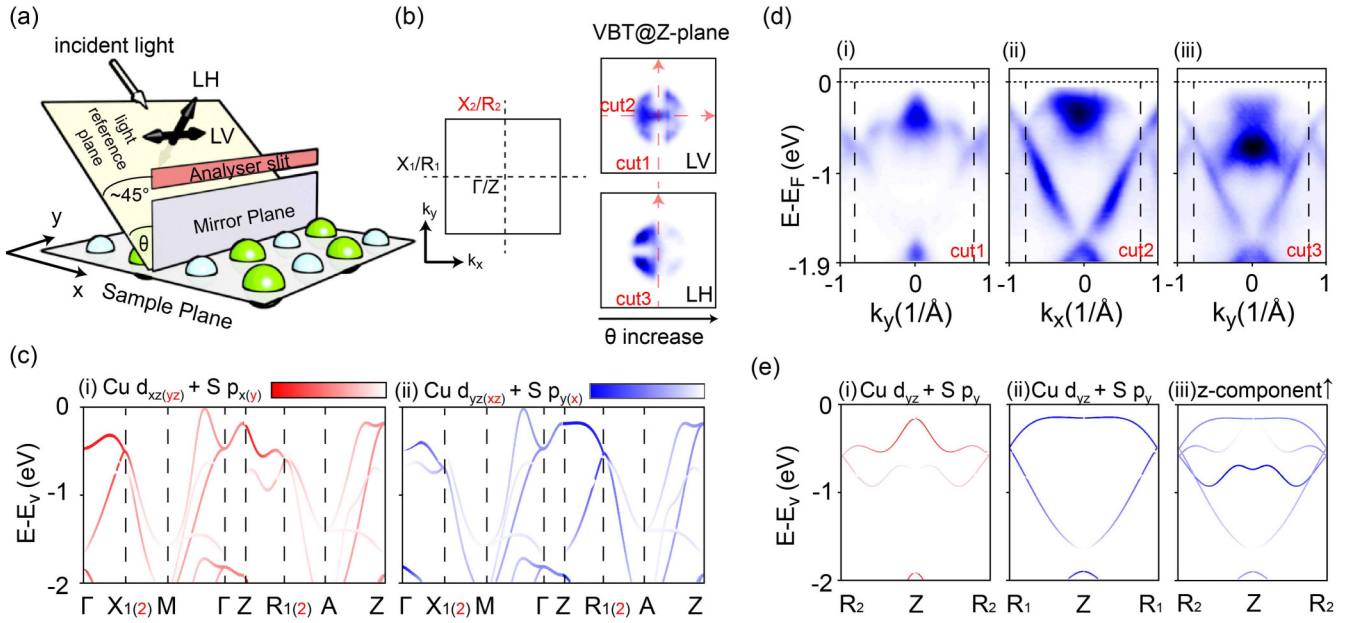 (a)
incident light
LH
LV
light
reference
plane
Analyser slit
~45°
Mirror Plane
θ
y
x
Sample Plane
(b)
VBT@Z-plane
X2/R2
X1/R1
Γ/Z
ky
kx
cut2
cut1
LV
cut3
LH
θ increase
(c)
(i) Cu dxz(yz) + S px(y)
(ii) Cu dyz(xz) + S py(x)
E-Ev (eV)
0
-1
-2
Γ X1(2) M Γ Z R1(2) A Z
Γ X1(2) M Γ Z R1(2) A Z
(d)
(i) (ii) (iii)
E-EF (eV)
0
-1
-1.9
cut1 cut2 cut3
-1 0 1 -1 0 1 -1 0 1
ky(1/Å) kx(1/Å) ky(1/Å)
(e)
(i) Cu dyz + S py (ii) Cu dyz + S py (iii) z-component↑
E-Ev (eV)
0
-1
-2
R2 Z R2 R1 Z R1 R2 Z R2